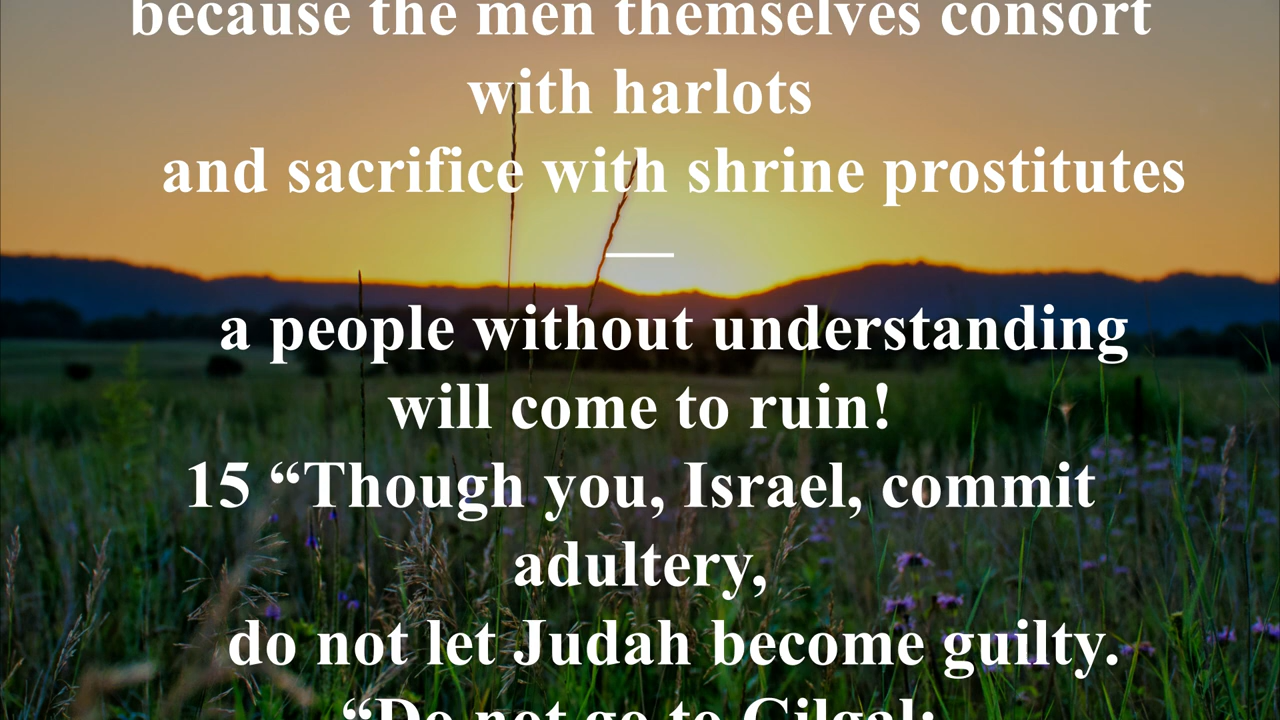 because the men themselves consort
with harlots
and sacrifice with shrine prostitutes
—
a people without understanding
will come to ruin!
15 “Though you, Israel, commit
adultery,
do not let Judah become guilty.
“Do not go to Gilgal;